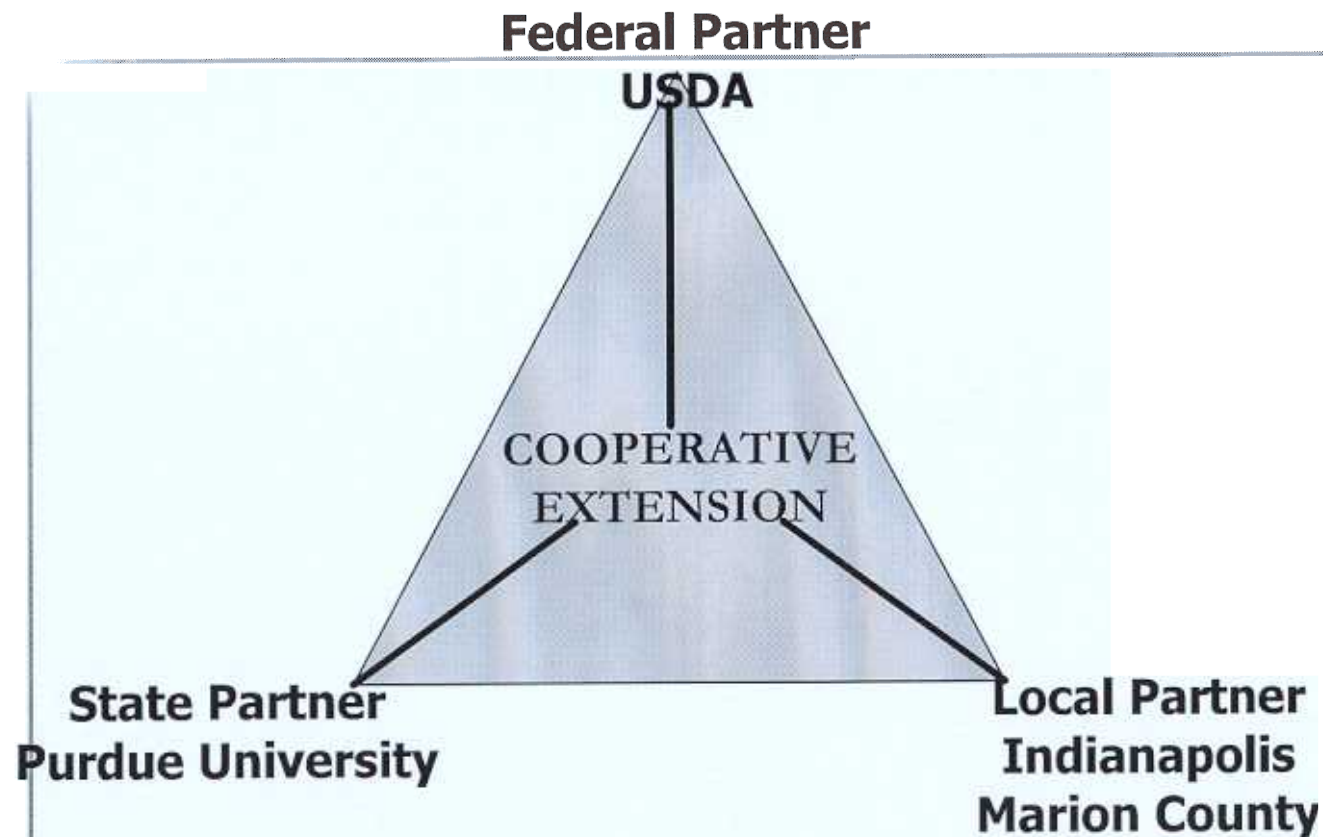 Federal Partner
USDA
COOPERATIVE
EXTENSION
State Partner
Purdue University
Local Partner
Indianapolis
Marion County